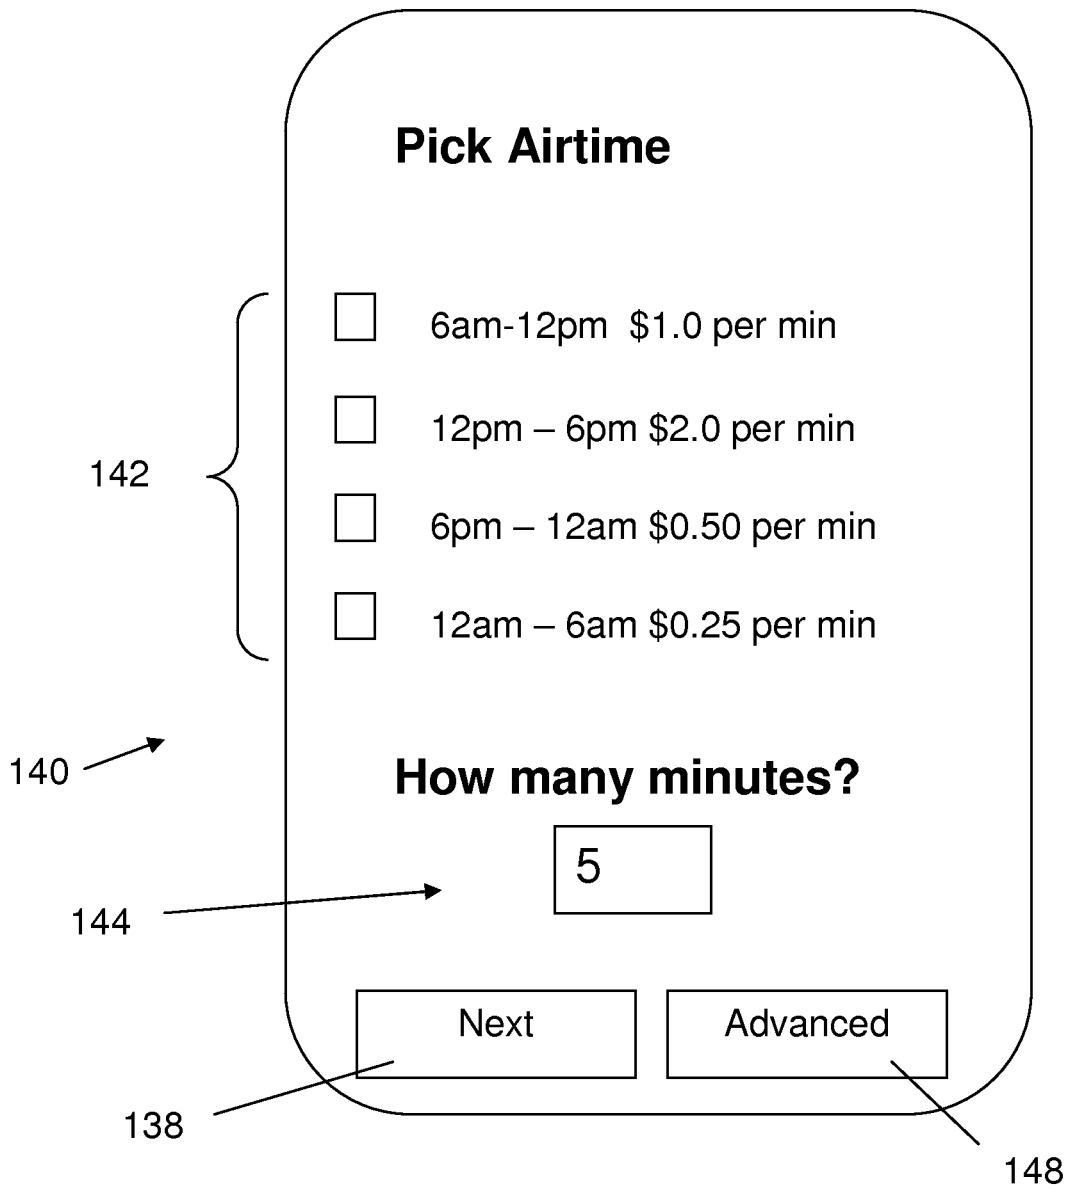 Pick Airtime
6am-12pm  $1.0 per min
12pm – 6pm $2.0 per min
142
6pm – 12am $0.50 per min
12am – 6am $0.25 per min
140
How many minutes?
5
144
Next
Advanced
138
148